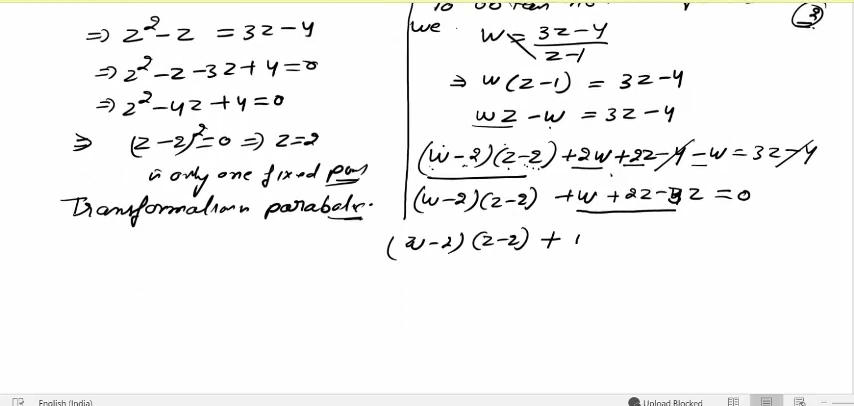 ⇒ z²-z = 3z-4
⇒ z²-z-3z+4=0
⇒ z²-4z+4=0
⇒ (z-2)²=0 ⇒ z=2
is only one fixed
Transformation parabolic.
we
w = 3z-4 / z-1
⇒ w(z-1) = 3z-4
wz -w = 3z-4
(w-2)(z-2)+2w+2z-4-w=3z-4
(w-2)(z-2) +w+2z-3z=0
(w-2)(z-2)+
3
English (India)
Upload Blocked